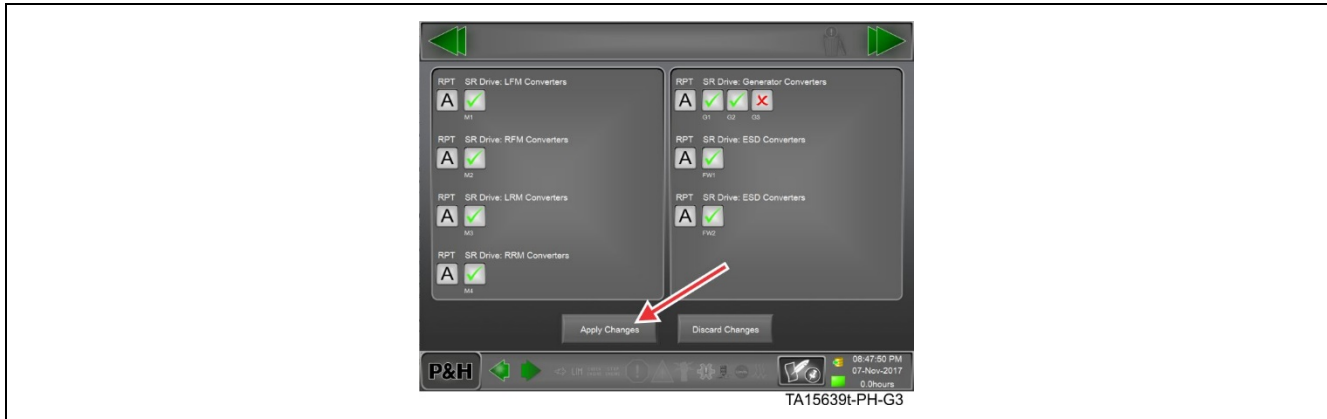 RPT SR Drive: LFM Converters
A
M1
RPT SR Drive: RFM Converters
A
M2
RPT SR Drive: LRM Converters
A
M3
RPT SR Drive: RRM Converters
A
M4
RPT SR Drive: Generator Converters
A
G1 G2 G3
RPT SR Drive: ESD Converters
A
FW1
RPT SR Drive: ESD Converters
A
FW2
Apply Changes Discard Changes
P&H
LIM
08:47:50 PM
07-Nov-2017
0.0hours
TA15639t-PH-G3